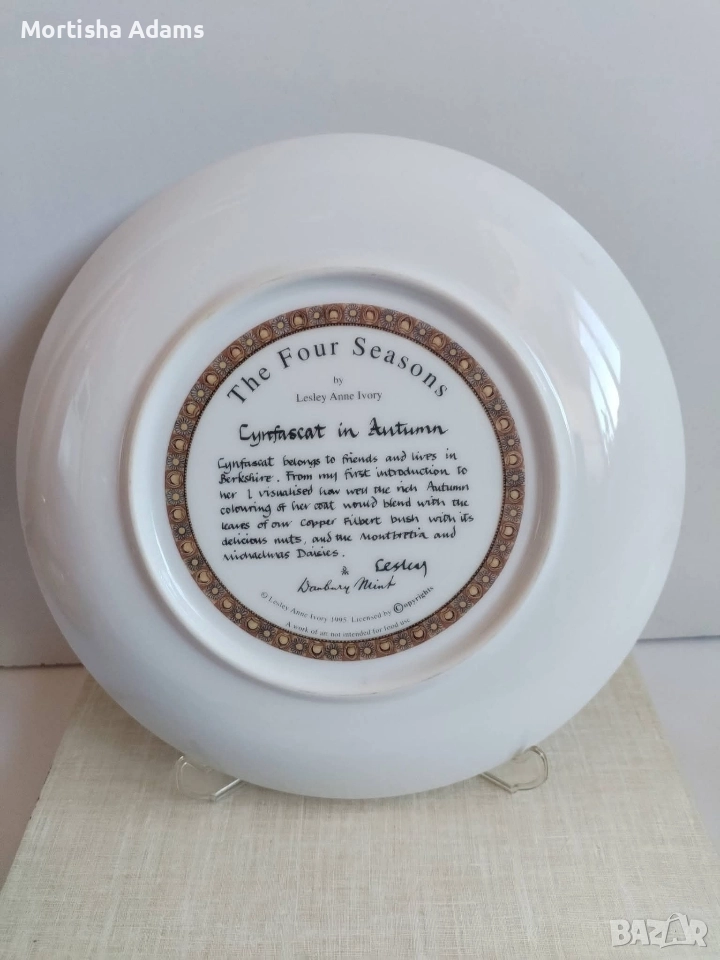 Mortisha Adams
The Four Seasons
by
Lesley Anne Ivory
Cynfascat in Autumn
Cynfascat belongs to friends and lives in
Berkshire. From my first introduction to
her I visualised how well the rich Autumn
colouring of her coat would blend with the
leaves of our Copper Filbert bush with its
delicious nuts, and the Montbretia and
Michaelmas Daisies.
Lesley
Danbury Mint
© Lesley Anne Ivory 1995. Licensed by ©opyrights
A work of art not intended for food use
BAZAR